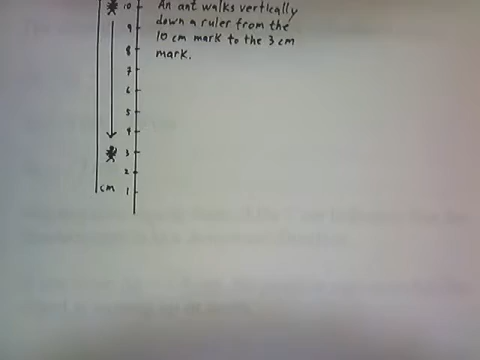 An ant walks vertically
down a ruler from the
10 cm mark to the 3 cm
mark.
10
9
8
7
6
5
4
3
2
1
cm